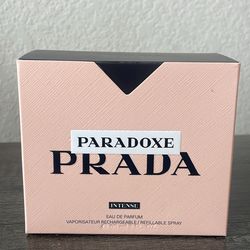 PARADOXE
PRADA
INTENSE
EAU DE PARFUM
VAPORISATEUR RECHARGEABLE / REFILLABLE SPRAY